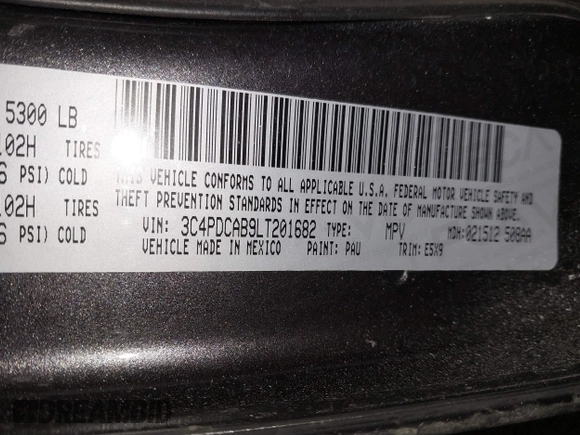 5300 LB
102H TIRES
6 PSI) COLD
102H TIRES
6 PSI) COLD
THIS VEHICLE CONFORMS TO ALL APPLICABLE U.S.A. FEDERAL MOTOR VEHICLE SAFETY AND
THEFT PREVENTION STANDARDS IN EFFECT ON THE DATE OF MANUFACTURE SHOWN ABOVE.
VIN: 3C4PDCAB9LT201682 TYPE: MPV MDH: 021512 508AA
VEHICLE MADE IN MEXICO PAINT: PAU TRIM: E5X9
DREAMBID